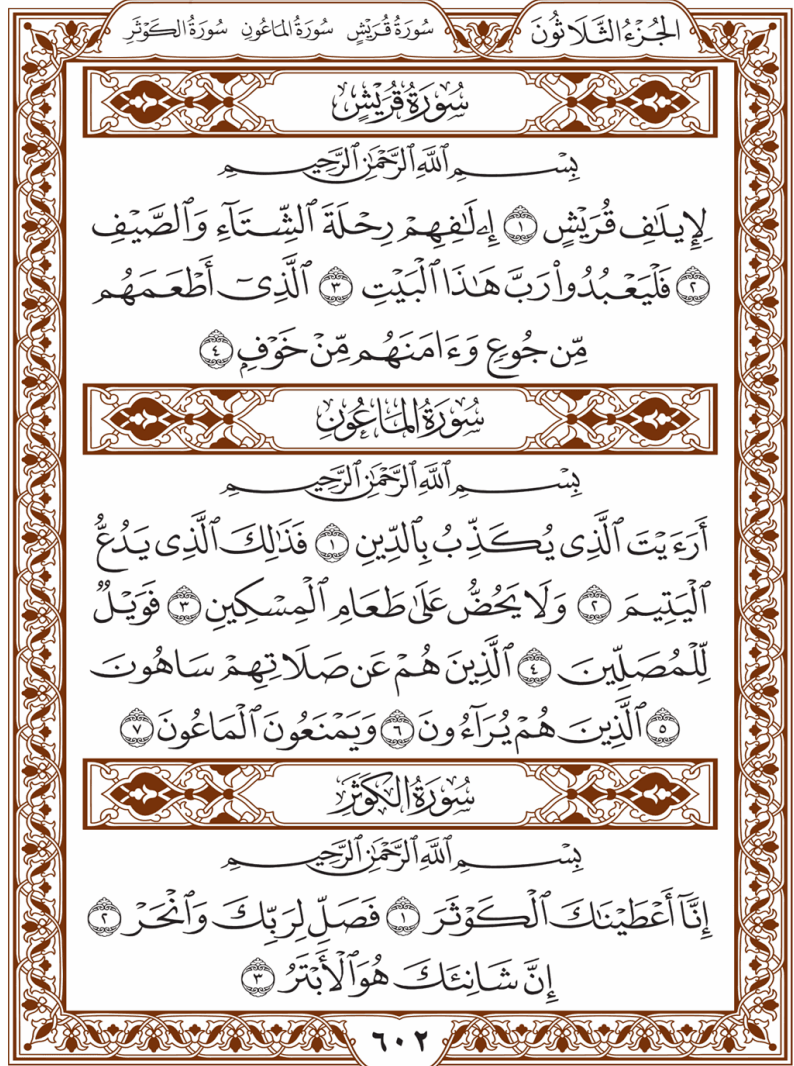 الجُزْءُ الثَّلَاثُونَ سُورَةُ قُرَيْشٍ سُورَةُ المَاعُونِ سُورَةُ الكَوْثَرِ
سُورَةُ قُرَيْشٍ
بِسْمِ ٱللَّهِ ٱلرَّحْمَٰنِ ٱلرَّحِيمِ
لِإِيلَٰفِ قُرَيْشٍ ١ إِۦلَٰفِهِمْ رِحْلَةَ ٱلشِّتَآءِ وَٱلصَّيْفِ
٢ فَلْيَعْبُدُوا۟ رَبَّ هَٰذَا ٱلْبَيْتِ ٣ ٱلَّذِىٓ أَطْعَمَهُم
مِّن جُوعٍ وَءَامَنَهُم مِّنْ خَوْفٍۭ ٤
سُورَةُ المَاعُونِ
بِسْمِ ٱللَّهِ ٱلرَّحْمَٰنِ ٱلرَّحِيمِ
أَرَءَيْتَ ٱلَّذِى يُكَذِّبُ بِٱلدِّينِ ١ فَذَٰلِكَ ٱلَّذِى يَدُعُّ
ٱلْيَتِيمَ ٢ وَلَا يَحُضُّ عَلَىٰ طَعَامِ ٱلْمِسْكِينِ ٣ فَوَيْلٌ
لِّلْمُصَلِّينَ ٤ ٱلَّذِينَ هُمْ عَن صَلَاتِهِمْ سَاهُونَ
٥ ٱلَّذِينَ هُمْ يُرَآءُونَ ٦ وَيَمْنَعُونَ ٱلْمَاعُونَ ٧
سُورَةُ الكَوْثَرِ
بِسْمِ ٱللَّهِ ٱلرَّحْمَٰنِ ٱلرَّحِيمِ
إِنَّآ أَعْطَيْنَٰكَ ٱلْكَوْثَرَ ١ فَصَلِّ لِرَبِّكَ وَٱنْحَرْ ٢
إِنَّ شَانِئَكَ هُوَ ٱلْأَبْتَرُ ٣
٦٠٢